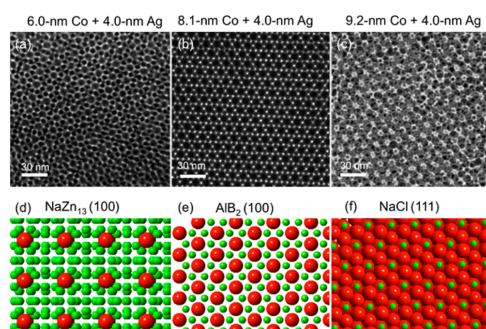 6.0-nm Co + 4.0-nm Ag
8.1-nm Co + 4.0-nm Ag
9.2-nm Co + 4.0-nm Ag
(a)
(b)
(c)
30 nm
30 nm
30 nm
(d) NaZn13 (100)
(e) AlB2 (100)
(f) NaCl (111)